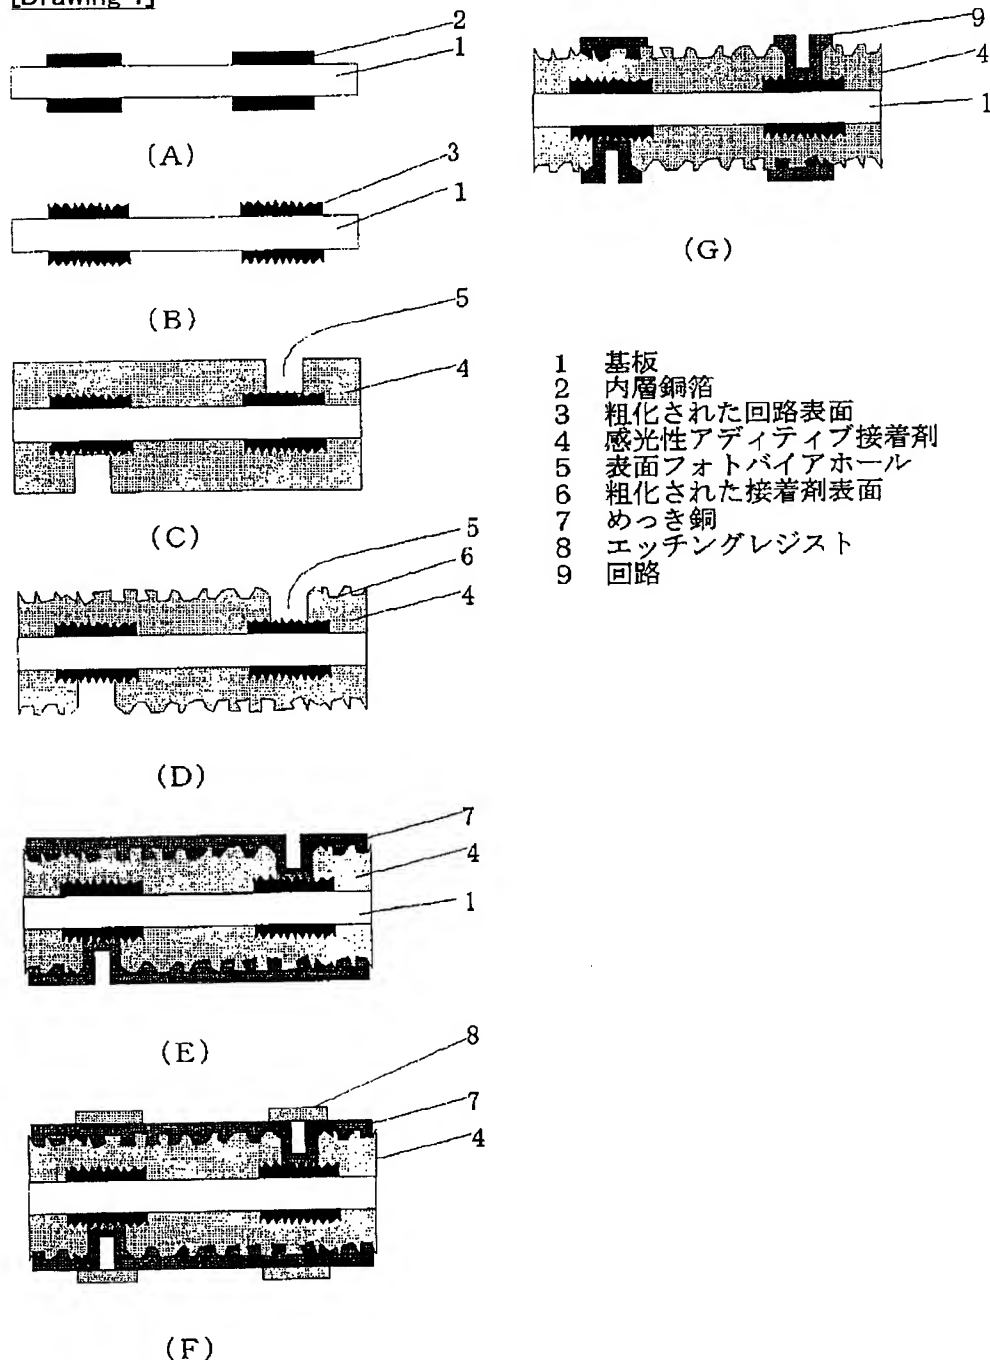 [Drawing 1]
2
1
(A)
3
1
(B)
5
4
(C)
5
6
4
(D)
7
4
1
(E)
8
7
4
(F)
9
4
1
(G)
1 基板
2 内層銅箔
3 粗化された回路表面
4 感光性アディティブ接着剤
5 表面フォトバイアホール
6 粗化された接着剤表面
7 めっき銅
8 エッチングレジスト
9 回路